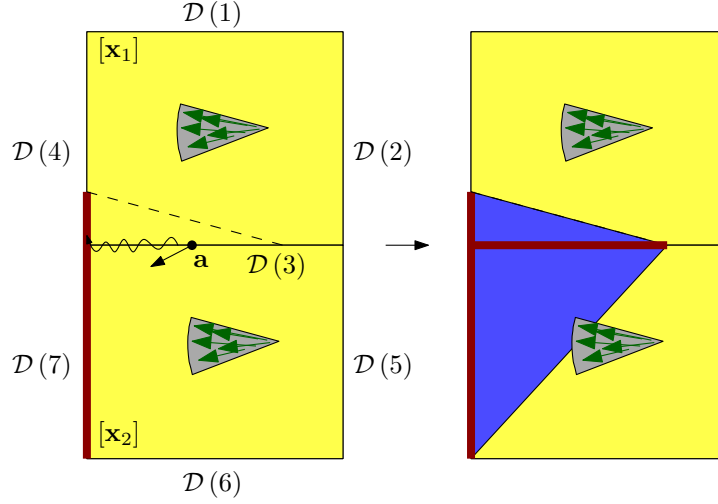 𝒟 (1)
[𝐱₁]
𝒟 (4)
𝒟 (2)
𝐚
𝒟 (3)
𝒟 (7)
𝒟 (5)
[𝐱₂]
𝒟 (6)